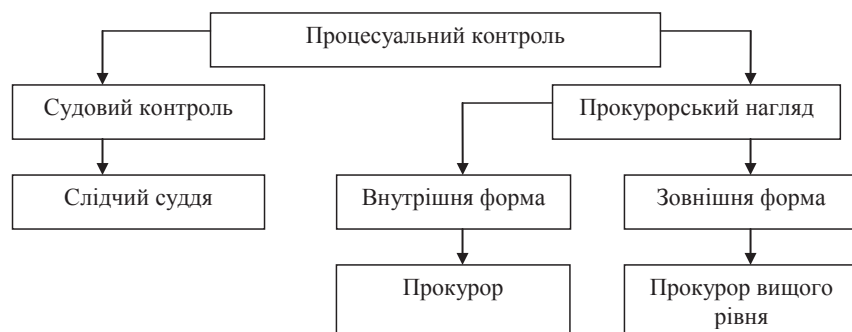 Процесуальний контроль
Судовий контроль
Прокурорський нагляд
Слідчий суддя
Внутрішня форма
Зовнішня форма
Прокурор
Прокурор вищого
рівня